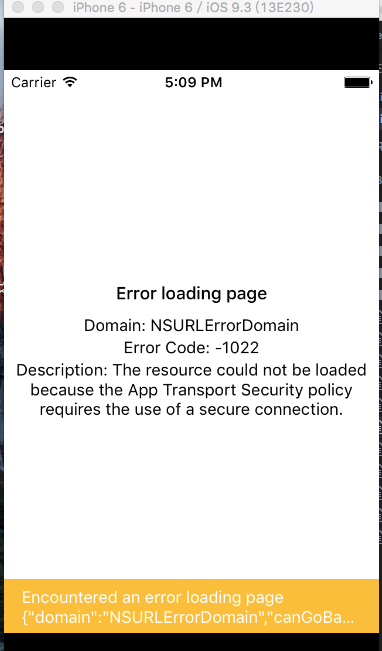 iPhone 6 - iPhone 6 / iOS 9.3 (13E230)
Carrier 5:09 PM
Error loading page
Domain: NSURLErrorDomain
Error Code: -1022
Description: The resource could not be loaded
because the App Transport Security policy
requires the use of a secure connection.
Encountered an error loading page
{"domain":"NSURLErrorDomain","canGoBa...